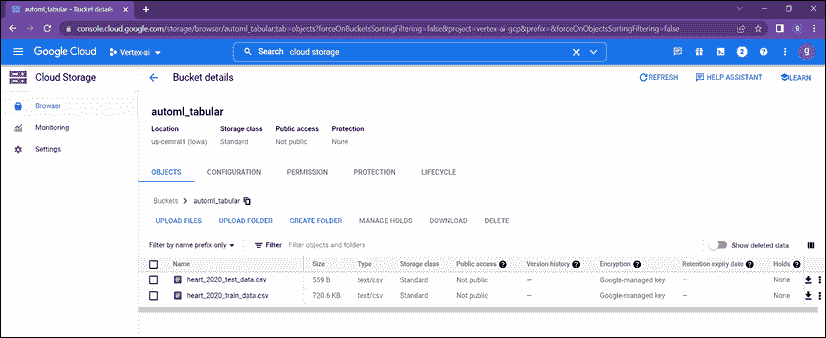 automl_tabular – Bucket details
console.cloud.google.com/storage/browser/automl_tabular;tab=objects?forceOnBucketsSortingFiltering=false&project=vertex-ai-gcp&prefix=&forceOnObjectsSortingFiltering=false
Google Cloud Vertex-ai Search cloud storage 2 g
Cloud Storage Bucket details REFRESH HELP ASSISTANT LEARN
Browser
Monitoring
Settings
automl_tabular
Location Storage class Public access Protection
us-central1 (Iowa) Standard Not public None
OBJECTS CONFIGURATION PERMISSION PROTECTION LIFECYCLE
Buckets > automl_tabular
UPLOAD FILES UPLOAD FOLDER CREATE FOLDER MANAGE HOLDS DOWNLOAD DELETE
Filter by name prefix only Filter Filter objects and folders Show deleted data
Name Size Type Storage class Public access Version history Encryption Retention expiry date Holds
heart_2020_test_data.csv 559 B text/csv Standard Not public – Google-managed key – None
heart_2020_train_data.csv 720.6 KB text/csv Standard Not public – Google-managed key – None